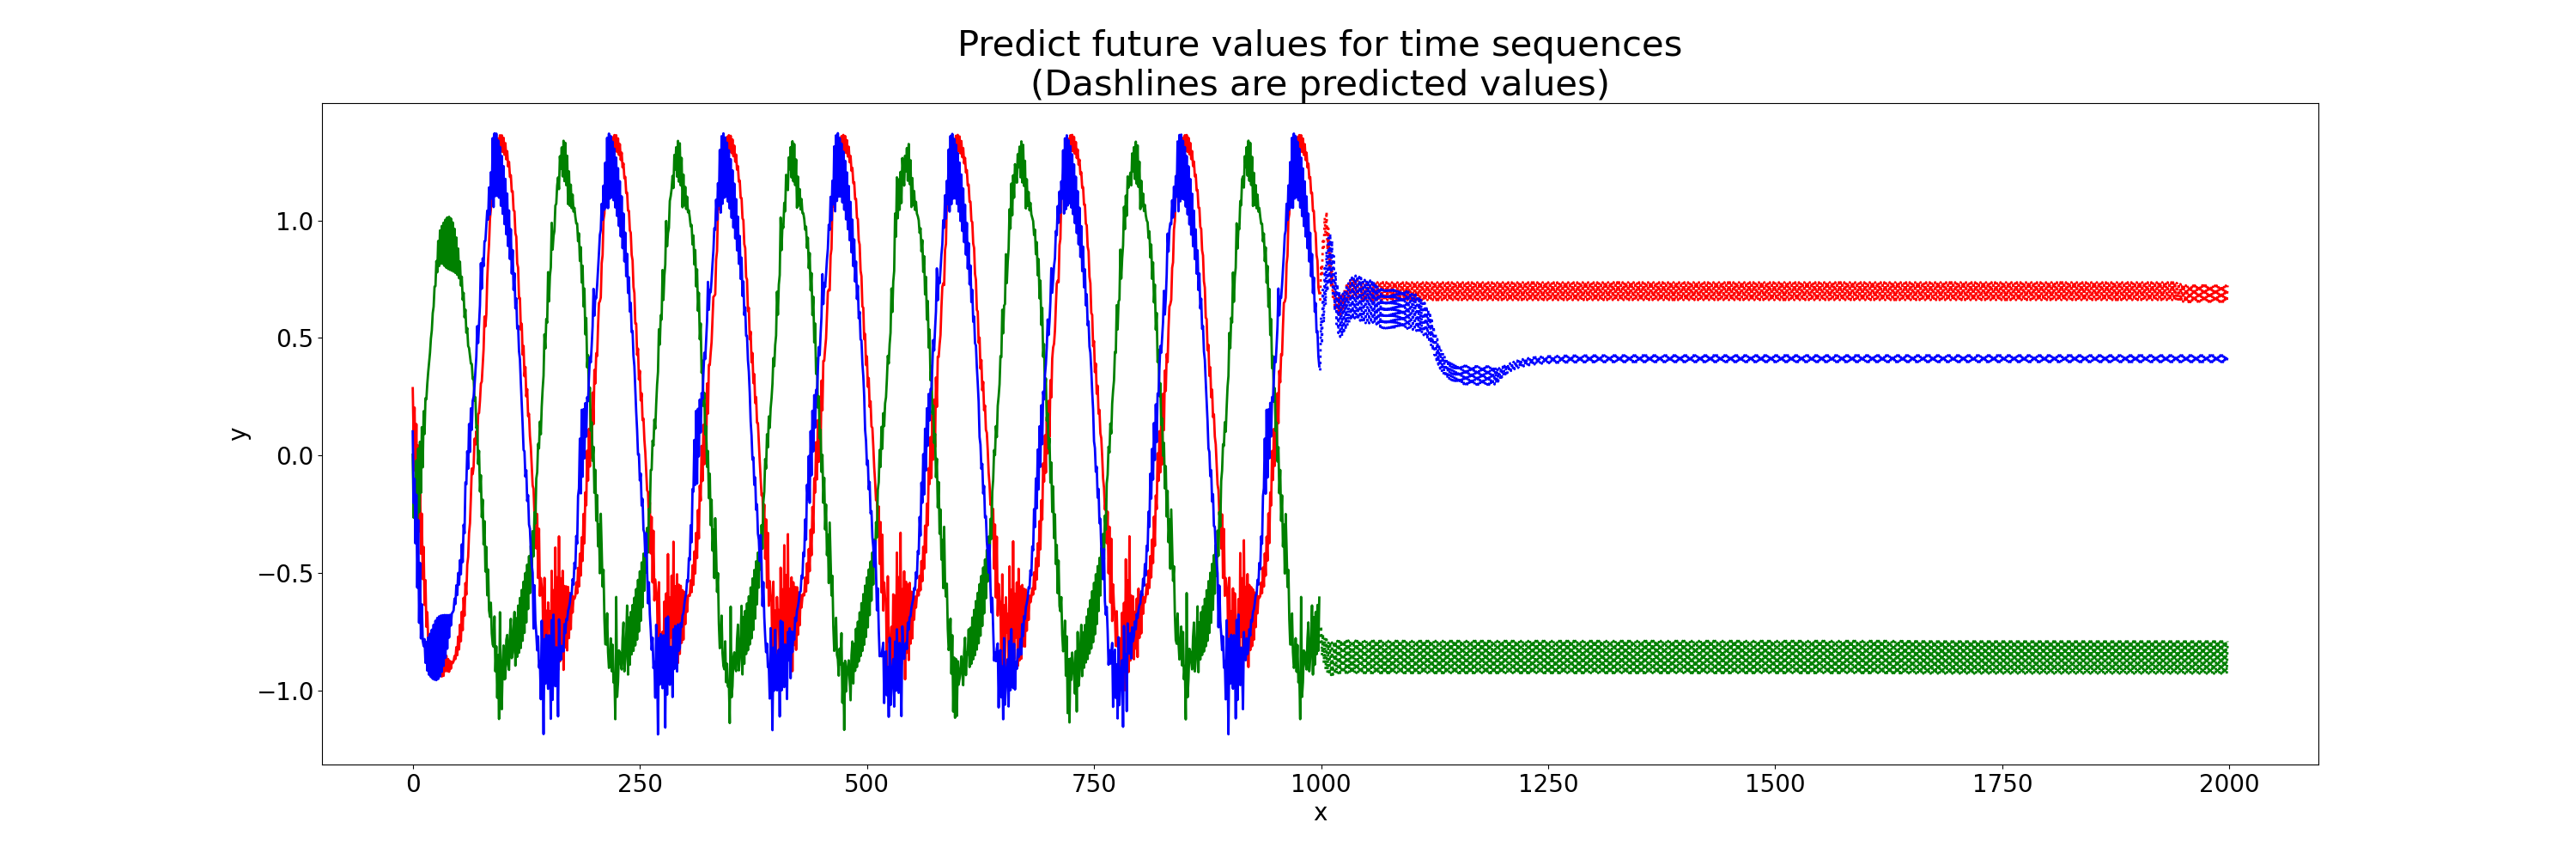 Predict future values for time sequences
(Dashlines are predicted values)
1.0
0.5
0.0
−0.5
−1.0
y
0 250 500 750 1000 1250 1500 1750 2000
x